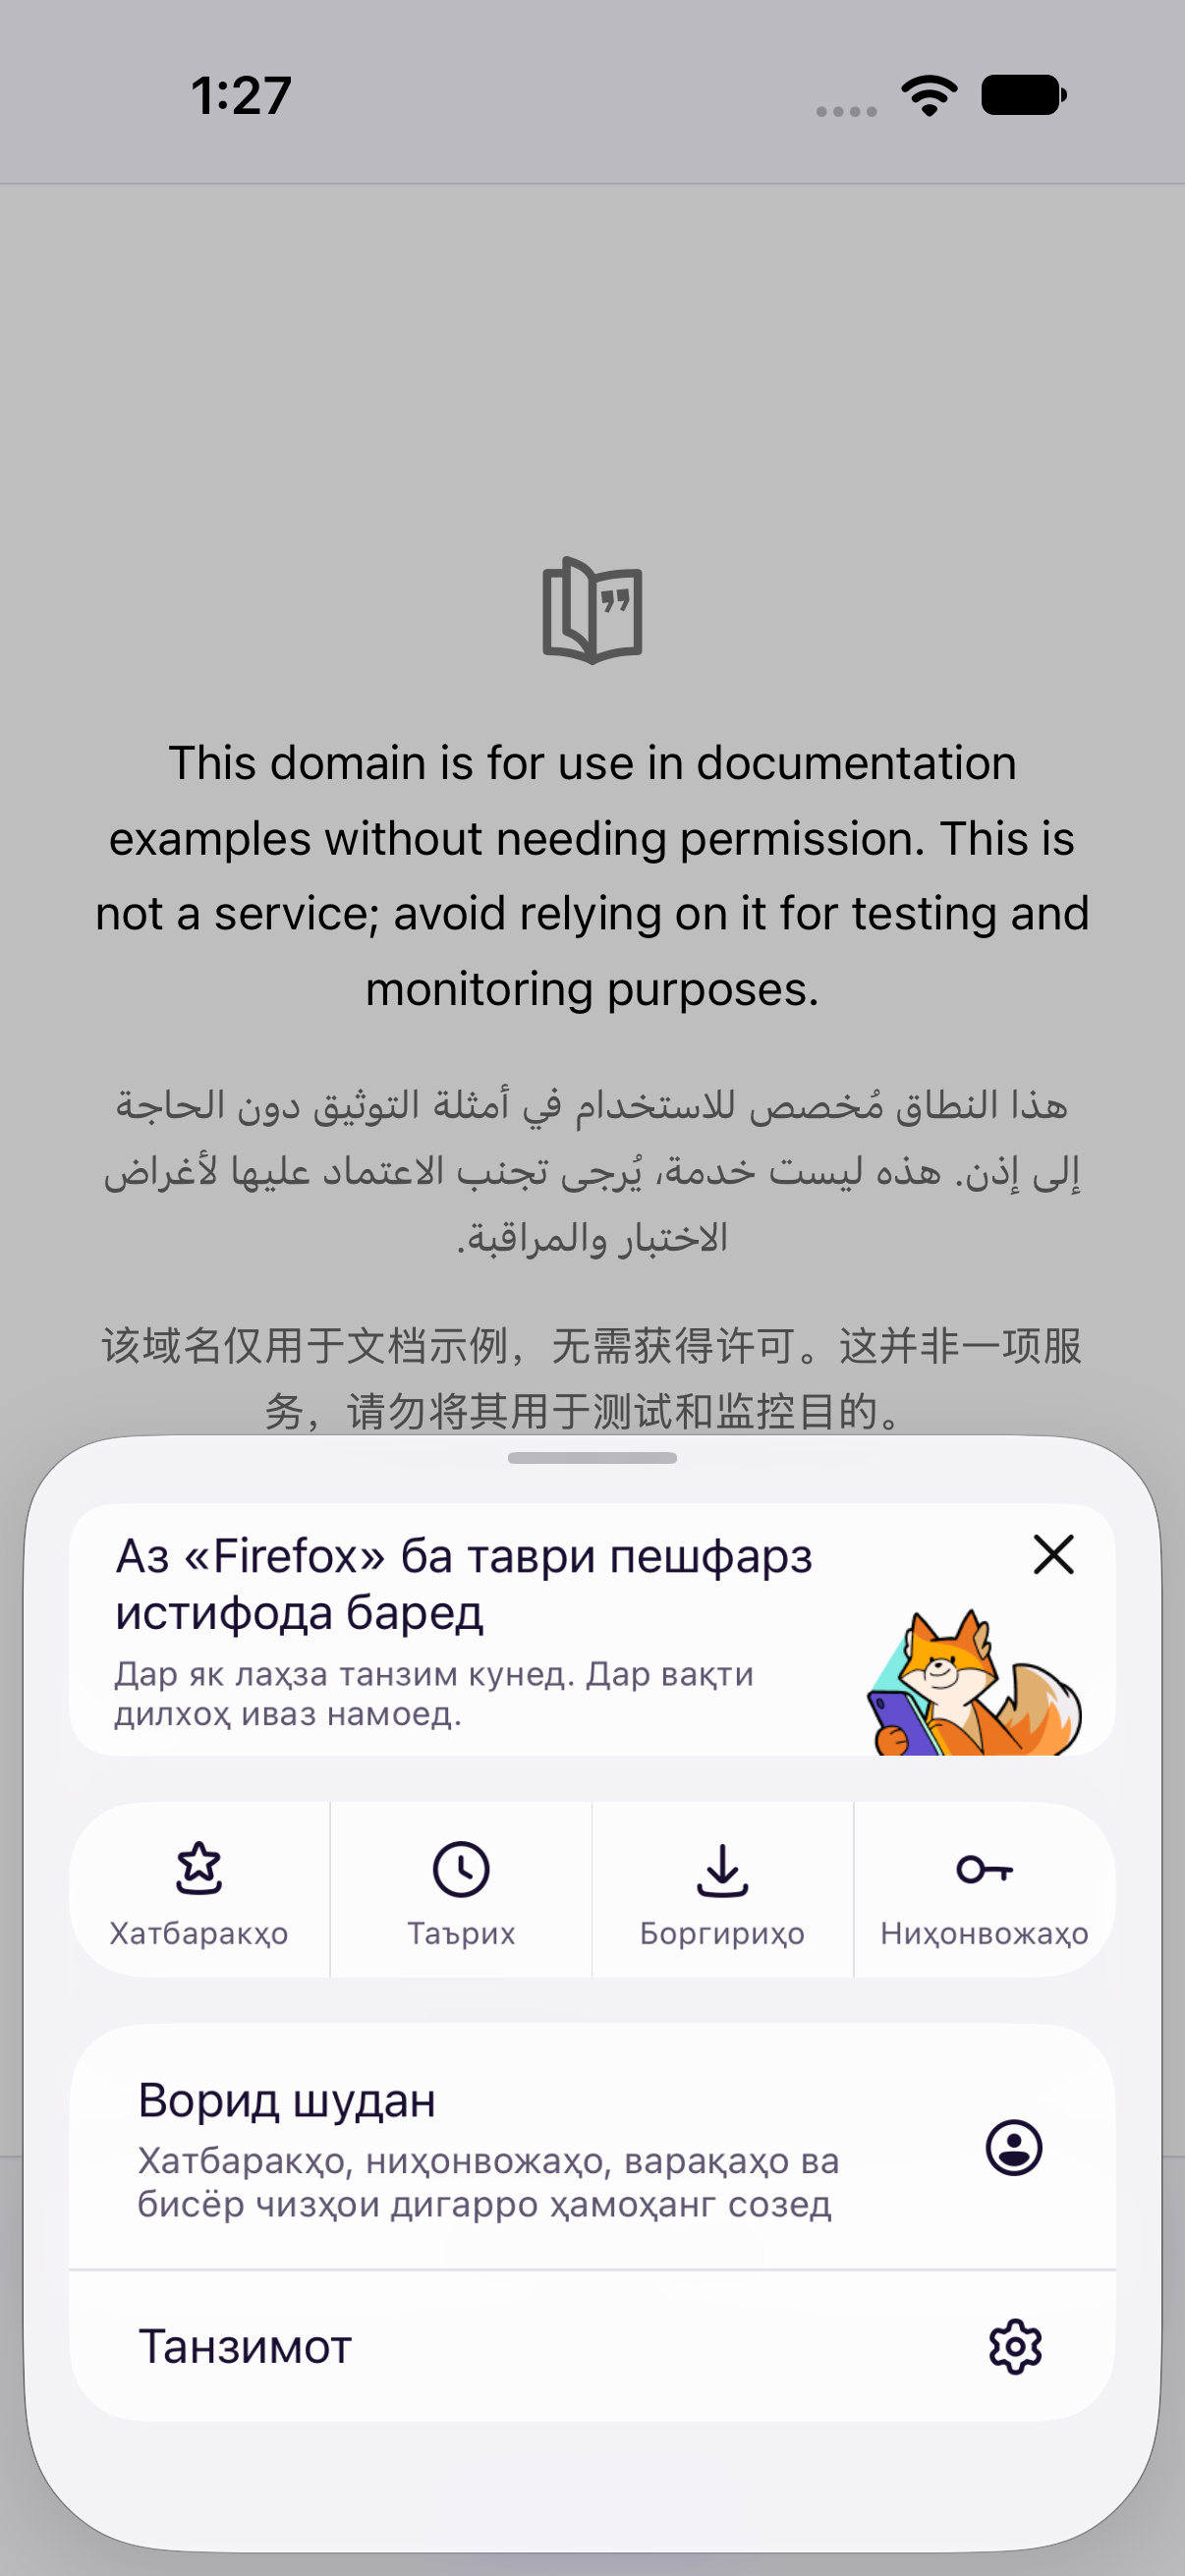 1:27
This domain is for use in documentation
examples without needing permission. This is
not a service; avoid relying on it for testing and
monitoring purposes.
هذا النطاق مُخصص للاستخدام في أمثلة التوثيق دون الحاجة
إلى إذن. هذه ليست خدمة، يُرجى تجنب الاعتماد عليها لأغراض
الاختبار والمراقبة.
该域名仅用于文档示例，无需获得许可。这并非一项服
务，请勿将其用于测试和监控目的。
Аз «Firefox» ба таври пешфарз
истифода баред
Дар як лаҳза танзим кунед. Дар вақти
дилхоҳ иваз намоед.
Хатбаракҳо
Таърих
Боргириҳо
Ниҳонвожаҳо
Ворид шудан
Хатбаракҳо, ниҳонвожаҳо, варақаҳо ва
бисёр чизҳои дигарро ҳамоҳанг созед
Танзимот